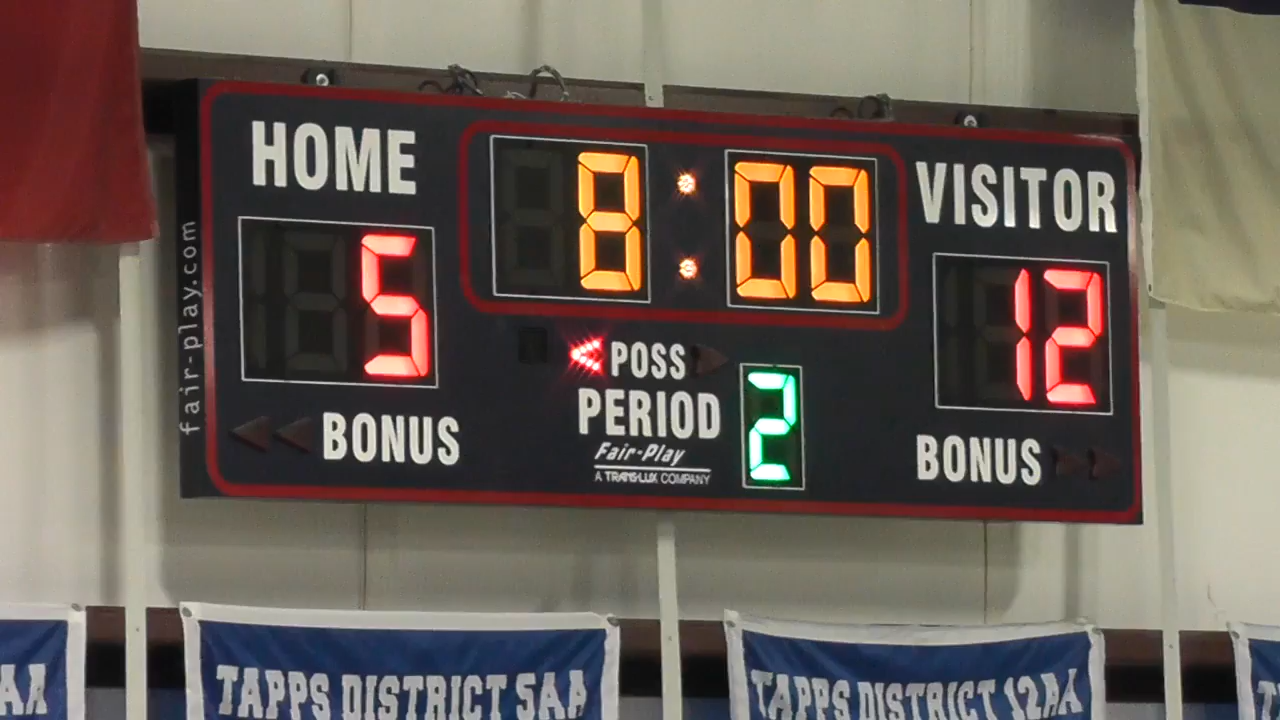 HOME
8:00
VISITOR
5
12
fair-play.com
POSS
PERIOD
2
BONUS
BONUS
Fair-Play
A TRANS-LUX COMPANY
AA
TAPPS DISTRICT 5AA
TAPPS DISTRICT 12AA
T